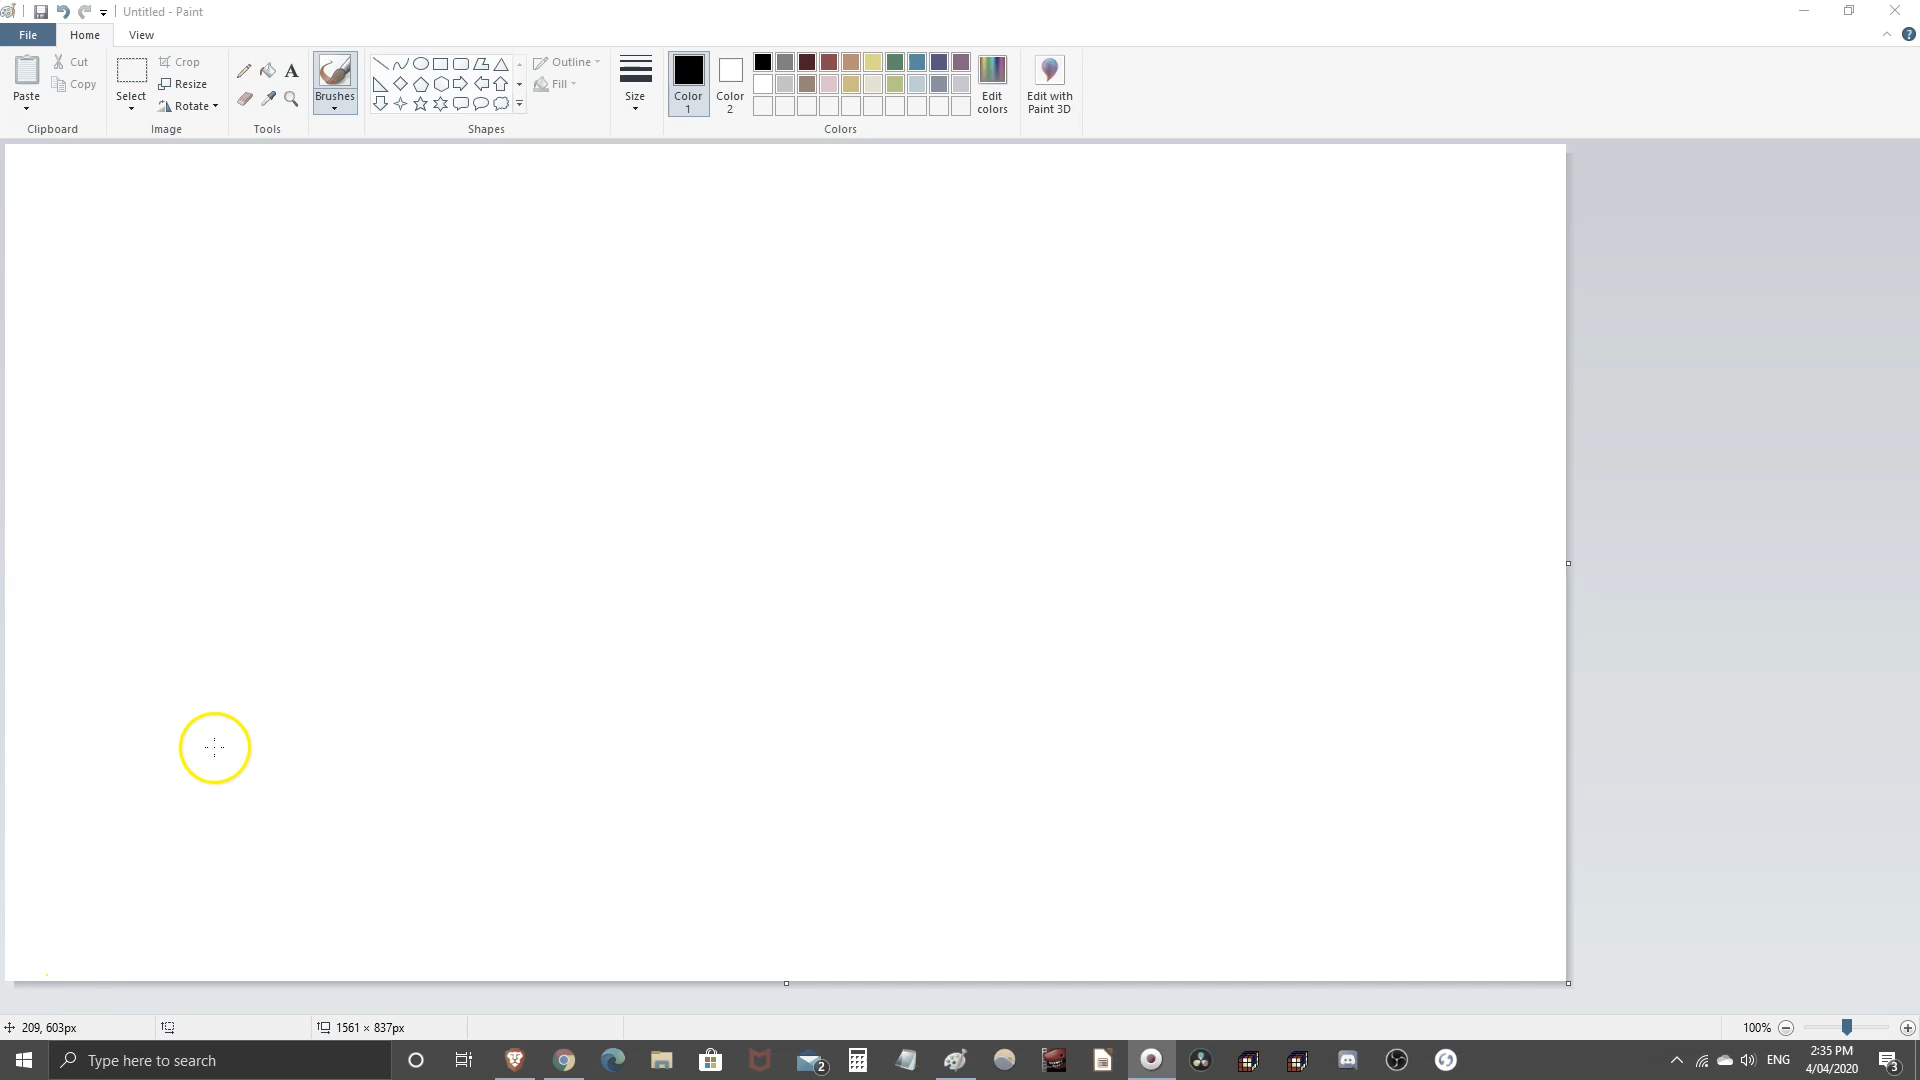 Untitled - Paint
File Home View
Paste Cut Copy
Select Crop Resize Rotate
Brushes
Outline Fill
Size
Color 1 Color 2
Edit colors
Edit with Paint 3D
Clipboard Image Tools Shapes Colors
209, 603px 1561 × 837px 100%
Type here to search
2 ENG 2:35 PM 3
4/04/2020